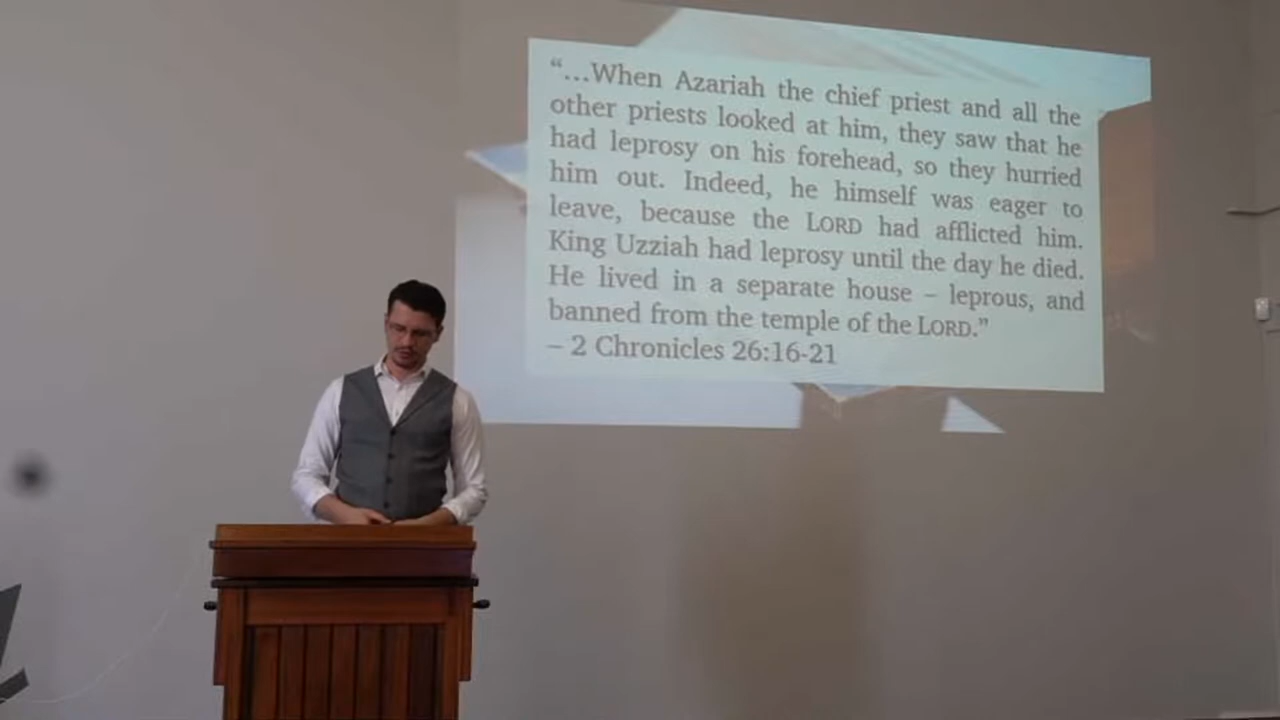 “...When Azariah the chief priest and all the
other priests looked at him, they saw that he
had leprosy on his forehead, so they hurried
him out. Indeed, he himself was eager to
leave, because the LORD had afflicted him.
King Uzziah had leprosy until the day he died.
He lived in a separate house – leprous, and
banned from the temple of the LORD.”
– 2 Chronicles 26:16-21